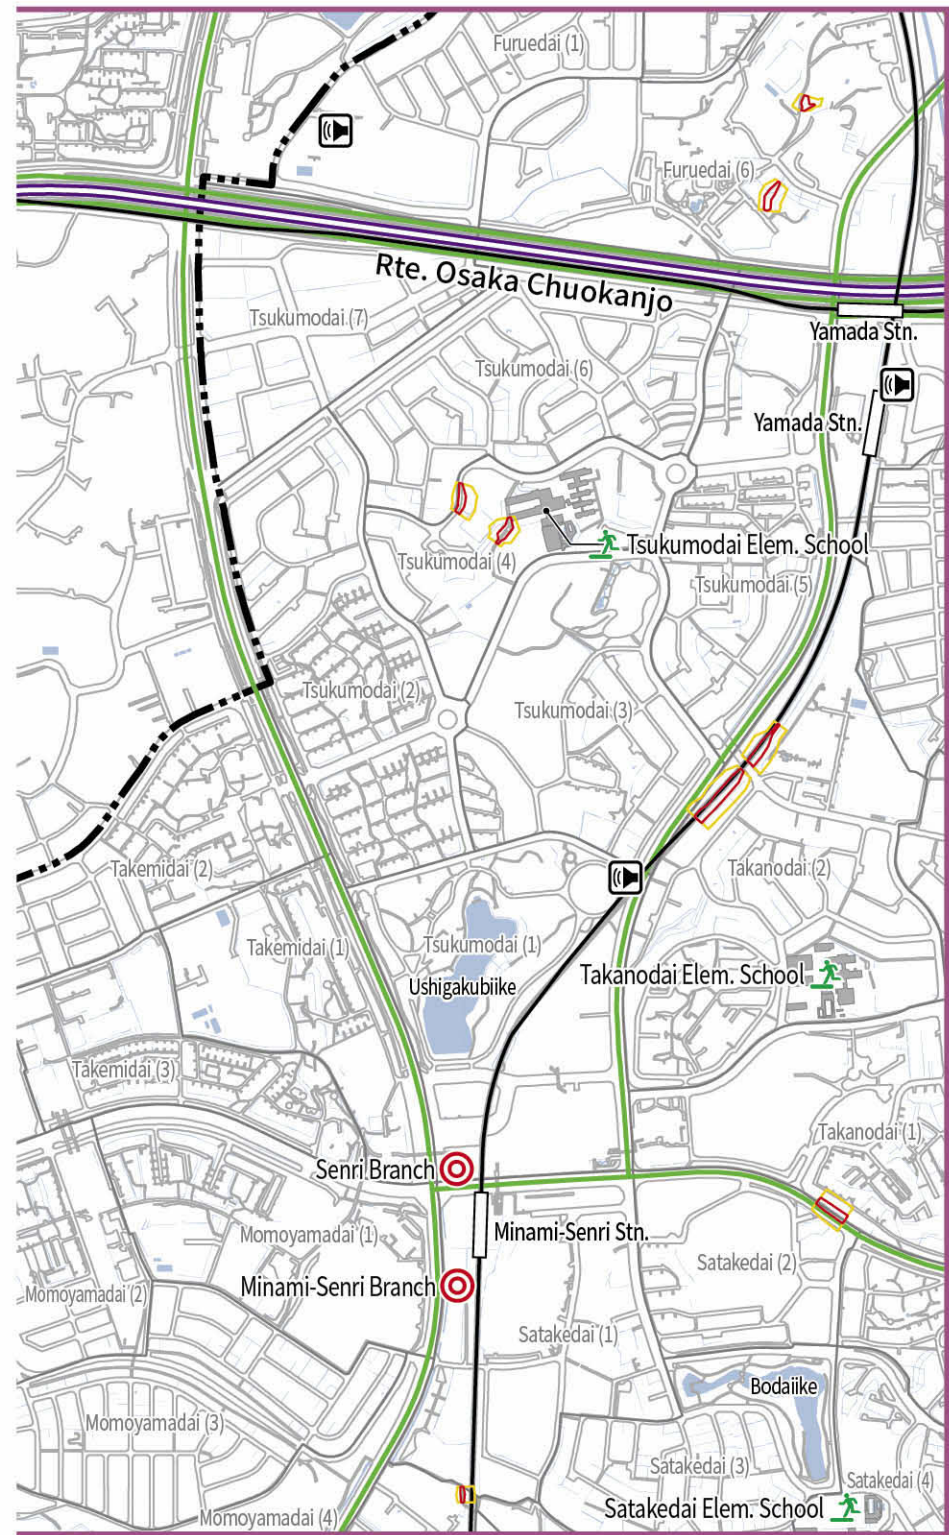 Furuedai (1)
Furuedai (6)
Rte. Osaka Chuokanjo
Tsukumodai (7)
Yamada Stn.
Tsukumodai (6)
Yamada Stn.
Tsukumodai Elem. School
Tsukumodai (4)
Tsukumodai (5)
Tsukumodai (2)
Tsukumodai (3)
Takemidai (2)
Takanodai (2)
Takemidai (1)
Tsukumodai (1)
Takanodai Elem. School
Ushigakubiike
Takemidai (3)
Takanodai (1)
Senri Branch
Momoyamadai (1)
Minami-Senri Stn.
Satakedai (2)
Minami-Senri Branch
Momoyamadai (2)
Satakedai (1)
Bodaiike
Momoyamadai (3)
Satakedai (3)
Satakedai (4)
Satakedai Elem. School
Momoyamadai (4)